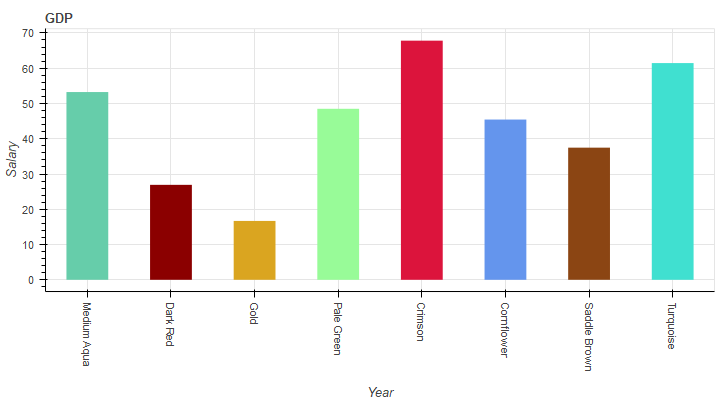 GDP
70
60
50
40
30
20
10
0
Salary
Medium Aqua
Dark Red
Gold
Pale Green
Crimson
Cornflower
Saddle Brown
Turquoise
Year